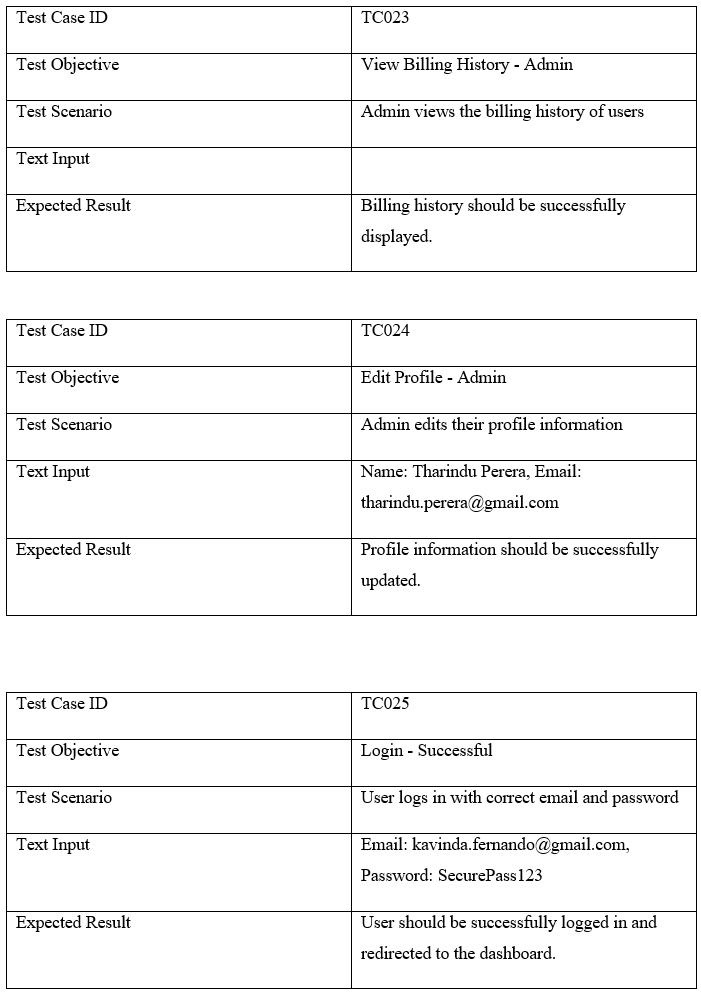 Test Case ID TC023
Test Objective View Billing History - Admin
Test Scenario Admin views the billing history of users
Text Input
Expected Result Billing history should be successfully
displayed.
Test Case ID TC024
Test Objective Edit Profile - Admin
Test Scenario Admin edits their profile information
Text Input Name: Tharindu Perera, Email:
tharindu.perera@gmail.com
Expected Result Profile information should be successfully
updated.
Test Case ID TC025
Test Objective Login - Successful
Test Scenario User logs in with correct email and password
Text Input Email: kavinda.fernando@gmail.com,
Password: SecurePass123
Expected Result User should be successfully logged in and
redirected to the dashboard.